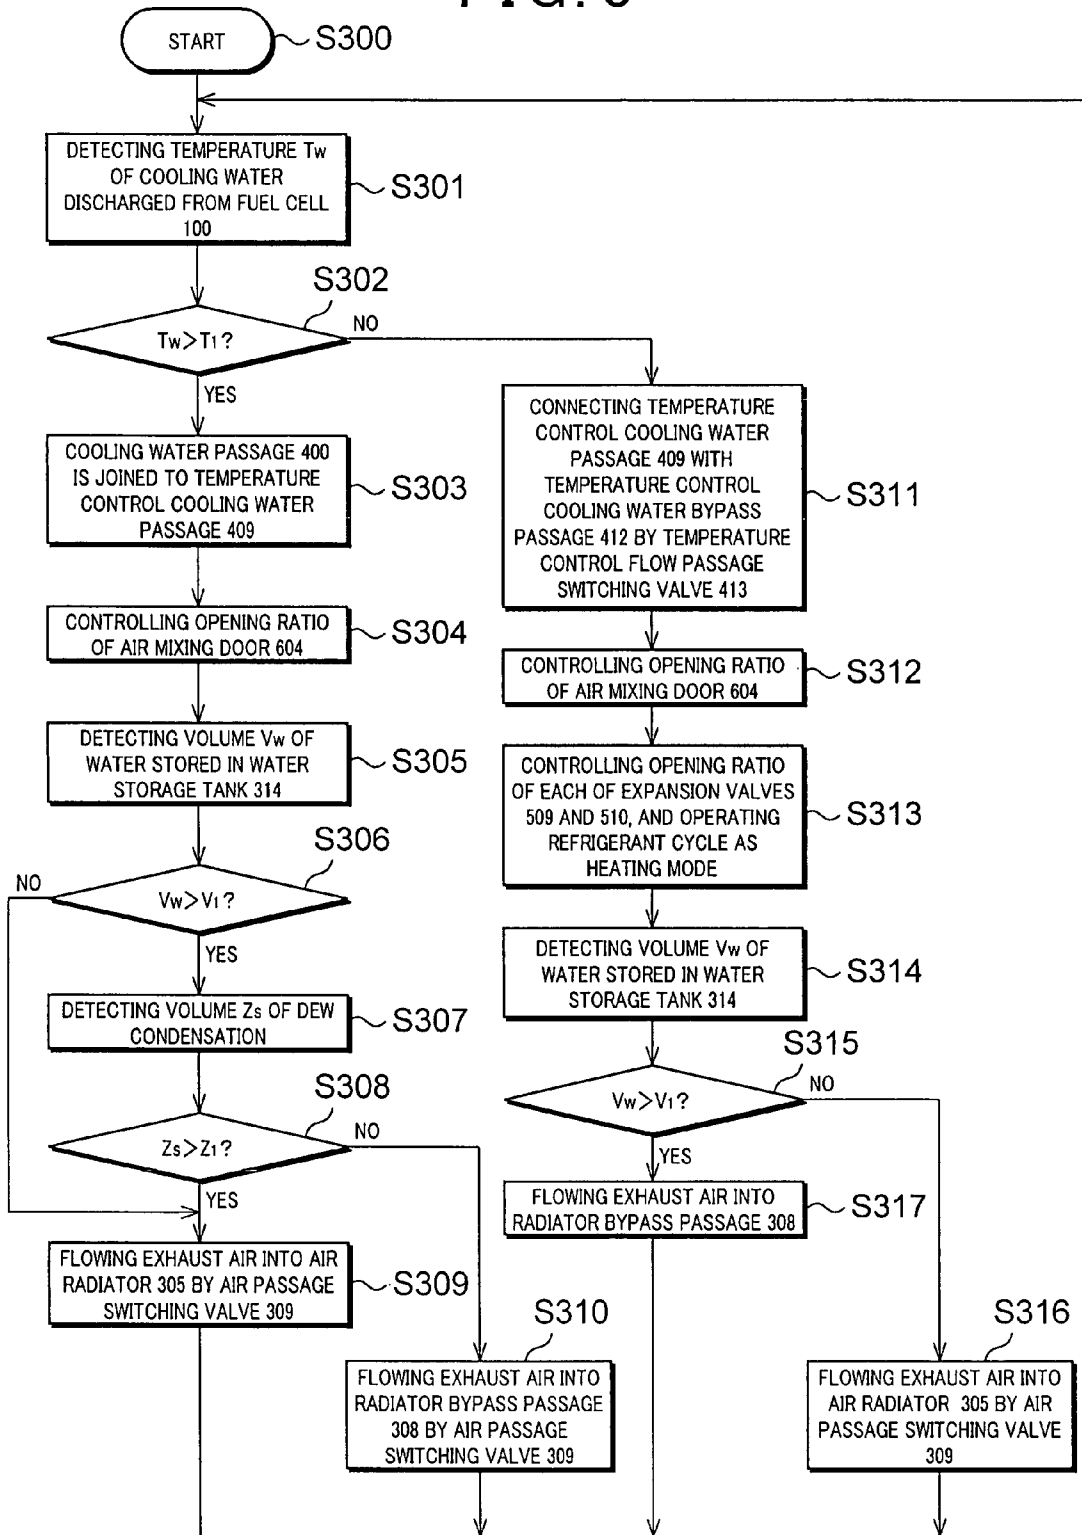 START
S300
DETECTING TEMPERATURE Tw
OF COOLING WATER
DISCHARGED FROM FUEL CELL
100
S301
S302
Tw>T1?
NO
YES
COOLING WATER PASSAGE 400
IS JOINED TO TEMPERATURE
CONTROL COOLING WATER
PASSAGE 409
S303
CONTROLLING OPENING RATIO
OF AIR MIXING DOOR 604
S304
DETECTING VOLUME Vw OF
WATER STORED IN WATER
STORAGE TANK 314
S305
S306
Vw>V1?
NO
YES
DETECTING VOLUME Zs OF DEW
CONDENSATION
S307
S308
Zs>Z1?
NO
YES
FLOWING EXHAUST AIR INTO AIR
RADIATOR 305 BY AIR PASSAGE
SWITCHING VALVE 309
S309
S310
FLOWING EXHAUST AIR INTO
RADIATOR BYPASS PASSAGE
308 BY AIR PASSAGE
SWITCHING VALVE 309
CONNECTING TEMPERATURE
CONTROL COOLING WATER
PASSAGE 409 WITH
TEMPERATURE CONTROL
COOLING WATER BYPASS
PASSAGE 412 BY TEMPERATURE
CONTROL FLOW PASSAGE
SWITCHING VALVE 413
S311
CONTROLLING OPENING RATIO
OF AIR MIXING DOOR 604
S312
CONTROLLING OPENING RATIO
OF EACH OF EXPANSION VALVES
509 AND 510, AND OPERATING
REFRIGERANT CYCLE AS
HEATING MODE
S313
DETECTING VOLUME Vw OF
WATER STORED IN WATER
STORAGE TANK 314
S314
S315
Vw>V1?
NO
YES
FLOWING EXHAUST AIR INTO
RADIATOR BYPASS PASSAGE 308
S317
S316
FLOWING EXHAUST AIR INTO
AIR RADIATOR 305 BY AIR
PASSAGE SWITCHING VALVE
309